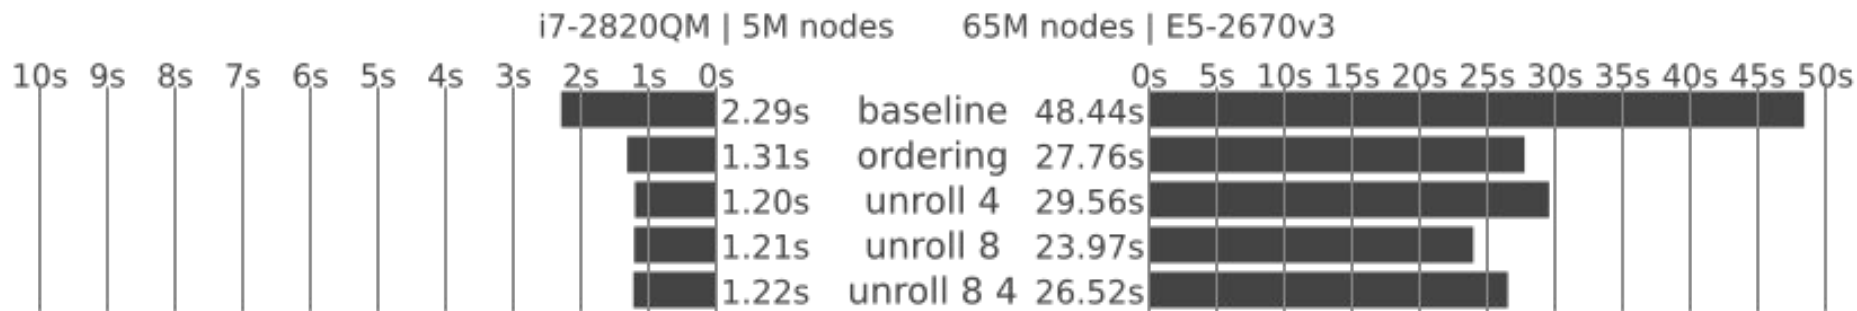 i7-2820QM | 5M nodes 65M nodes | E5-2670v3
10s 9s 8s 7s 6s 5s 4s 3s 2s 1s 0s 0s 5s 10s 15s 20s 25s 30s 35s 40s 45s 50s
2.29s baseline 48.44s
1.31s ordering 27.76s
1.20s unroll 4 29.56s
1.21s unroll 8 23.97s
1.22s unroll 8 4 26.52s